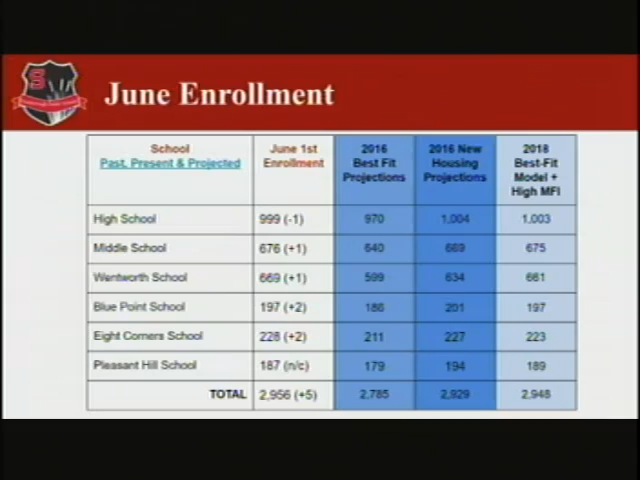 S
June Enrollment
School June 1st 2016 2016 New 2018
Past, Present & Projected Enrollment Best Fit Housing Best-Fit
Projections Projections Model +
High MFI
High School 999 (-1) 970 1,004 1,003
Middle School 676 (+1) 640 669 675
Wentworth School 669 (+1) 599 634 661
Blue Point School 197 (+2) 186 201 197
Eight Corners School 228 (+2) 211 227 223
Pleasant Hill School 187 (n/c) 179 194 189
TOTAL 2,956 (+5) 2,785 2,929 2,948